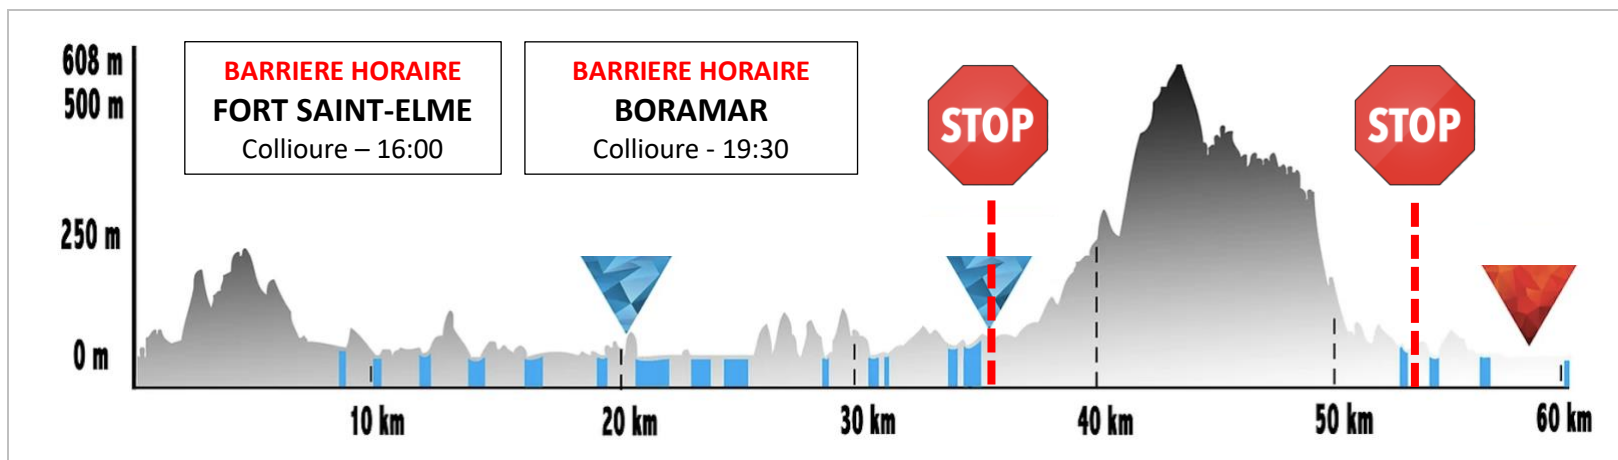 608 m
500 m
250 m
0 m
BARRIERE HORAIRE
FORT SAINT-ELME
Collioure – 16:00
BARRIERE HORAIRE
BORAMAR
Collioure - 19:30
STOP
STOP
10 km
20 km
30 km
40 km
50 km
60 km